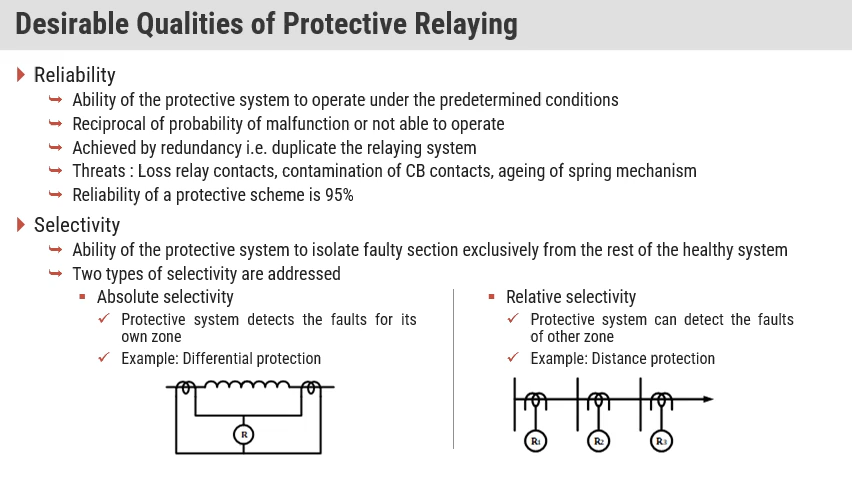 Desirable Qualities of Protective Relaying
Reliability
Ability of the protective system to operate under the predetermined conditions
Reciprocal of probability of malfunction or not able to operate
Achieved by redundancy i.e. duplicate the relaying system
Threats : Loss relay contacts, contamination of CB contacts, ageing of spring mechanism
Reliability of a protective scheme is 95%
Selectivity
Ability of the protective system to isolate faulty section exclusively from the rest of the healthy system
Two types of selectivity are addressed
Absolute selectivity
Protective system detects the faults for its
own zone
Example: Differential protection
R
Relative selectivity
Protective system can detect the faults
of other zone
Example: Distance protection
R1 R2 R3